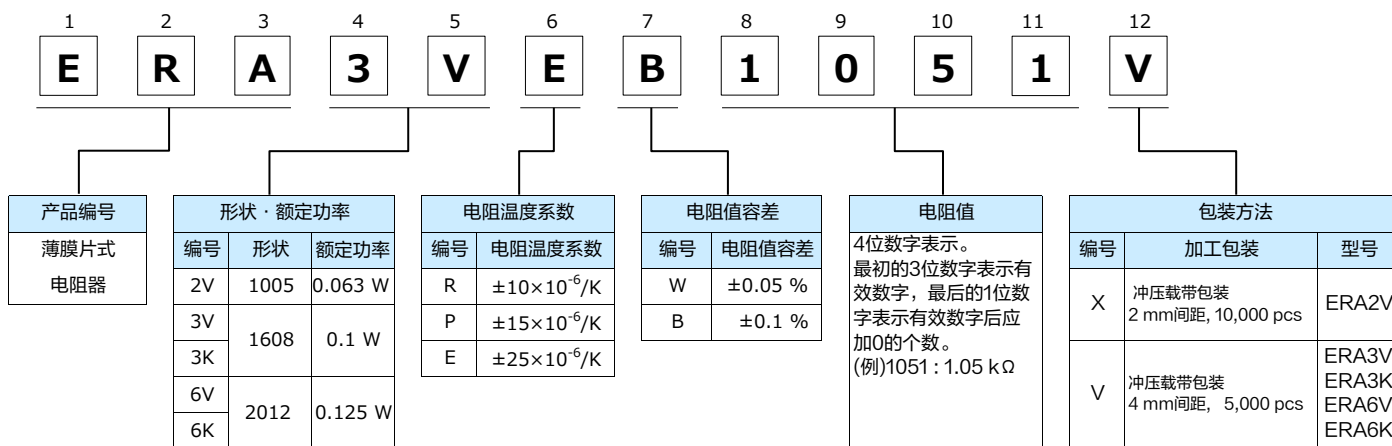 1 2 3 4 5 6 7 8 9 10 11 12
E R A 3 V E B 1 0 5 1 V
产品编号
薄膜片式
电阻器
形状 · 额定功率
编号 形状 额定功率
2V 1005 0.063 W
3V
1608 0.1 W
3K
6V
2012 0.125 W
6K
电阻温度系数
编号 电阻温度系数
R ±10×10⁻⁶/K
P ±15×10⁻⁶/K
E ±25×10⁻⁶/K
电阻值容差
编号 电阻值容差
W ±0.05 %
B ±0.1 %
电阻值
4位数字表示。
最初的3位数字表示有
效数字，最后的1位数
字表示有效数字后应
加0的个数。
(例)1051 : 1.05 kΩ
包装方法
编号 加工包装 型号
X 冲压载带包装
2 mm间距, 10,000 pcs ERA2V
V 冲压载带包装
4 mm间距, 5,000 pcs
ERA3V
ERA3K
ERA6V
ERA6K